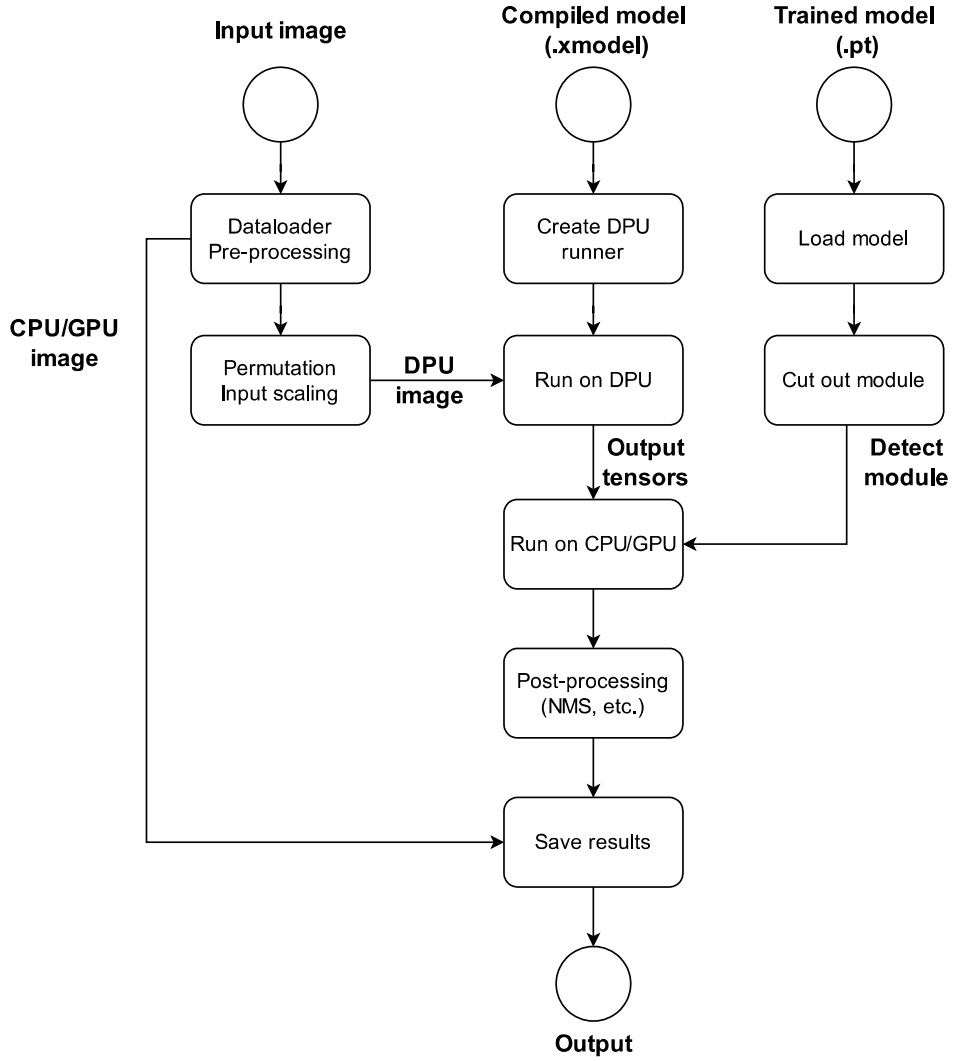 Input image
Compiled model
(.xmodel)
Trained model
(.pt)
Dataloader
Pre-processing
Create DPU
runner
Load model
CPU/GPU
image
Permutation
Input scaling
DPU
image
Run on DPU
Cut out module
Output
tensors
Detect
module
Run on CPU/GPU
Post-processing
(NMS, etc.)
Save results
Output